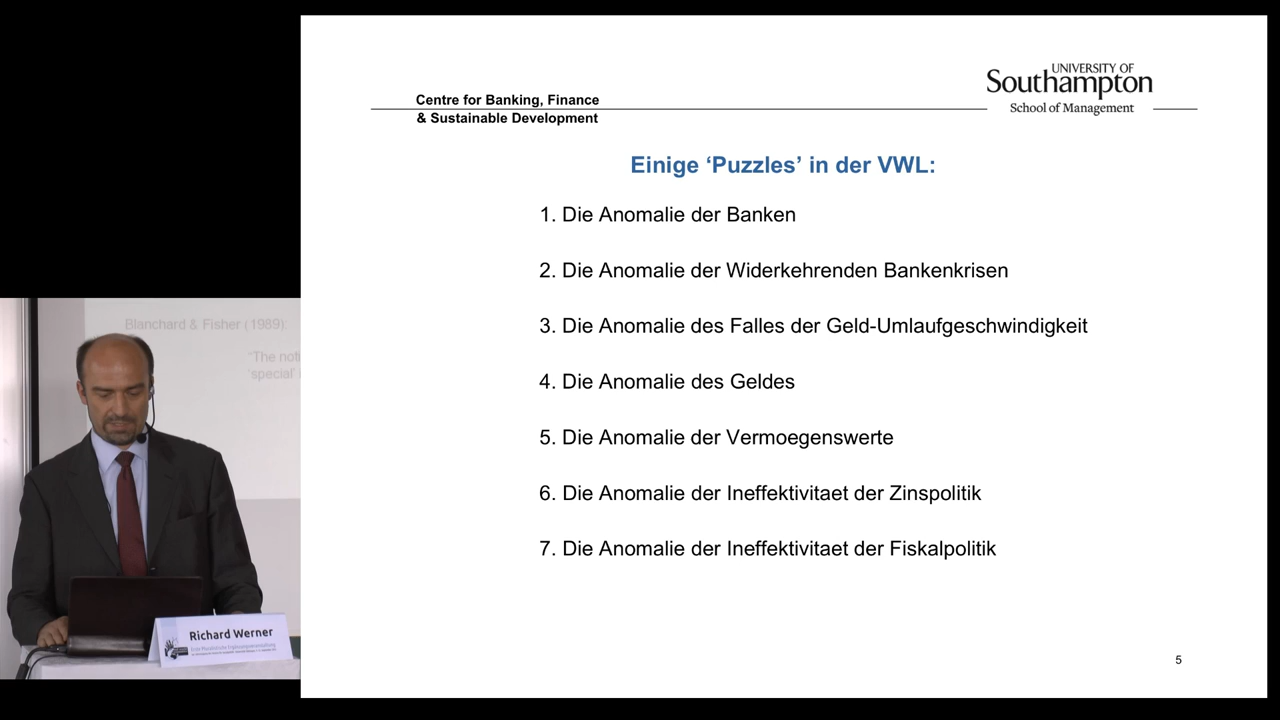 Centre for Banking, Finance
& Sustainable Development
UNIVERSITY OF
Southampton
School of Management
Einige ‘Puzzles’ in der VWL:
1. Die Anomalie der Banken
2. Die Anomalie der Widerkehrenden Bankenkrisen
3. Die Anomalie des Falles der Geld-Umlaufgeschwindigkeit
4. Die Anomalie des Geldes
5. Die Anomalie der Vermoegenswerte
6. Die Anomalie der Ineffektivitaet der Zinspolitik
7. Die Anomalie der Ineffektivitaet der Fiskalpolitik
5
Blanchard & Fisher (1989)
"The
'special'
Richard Werner